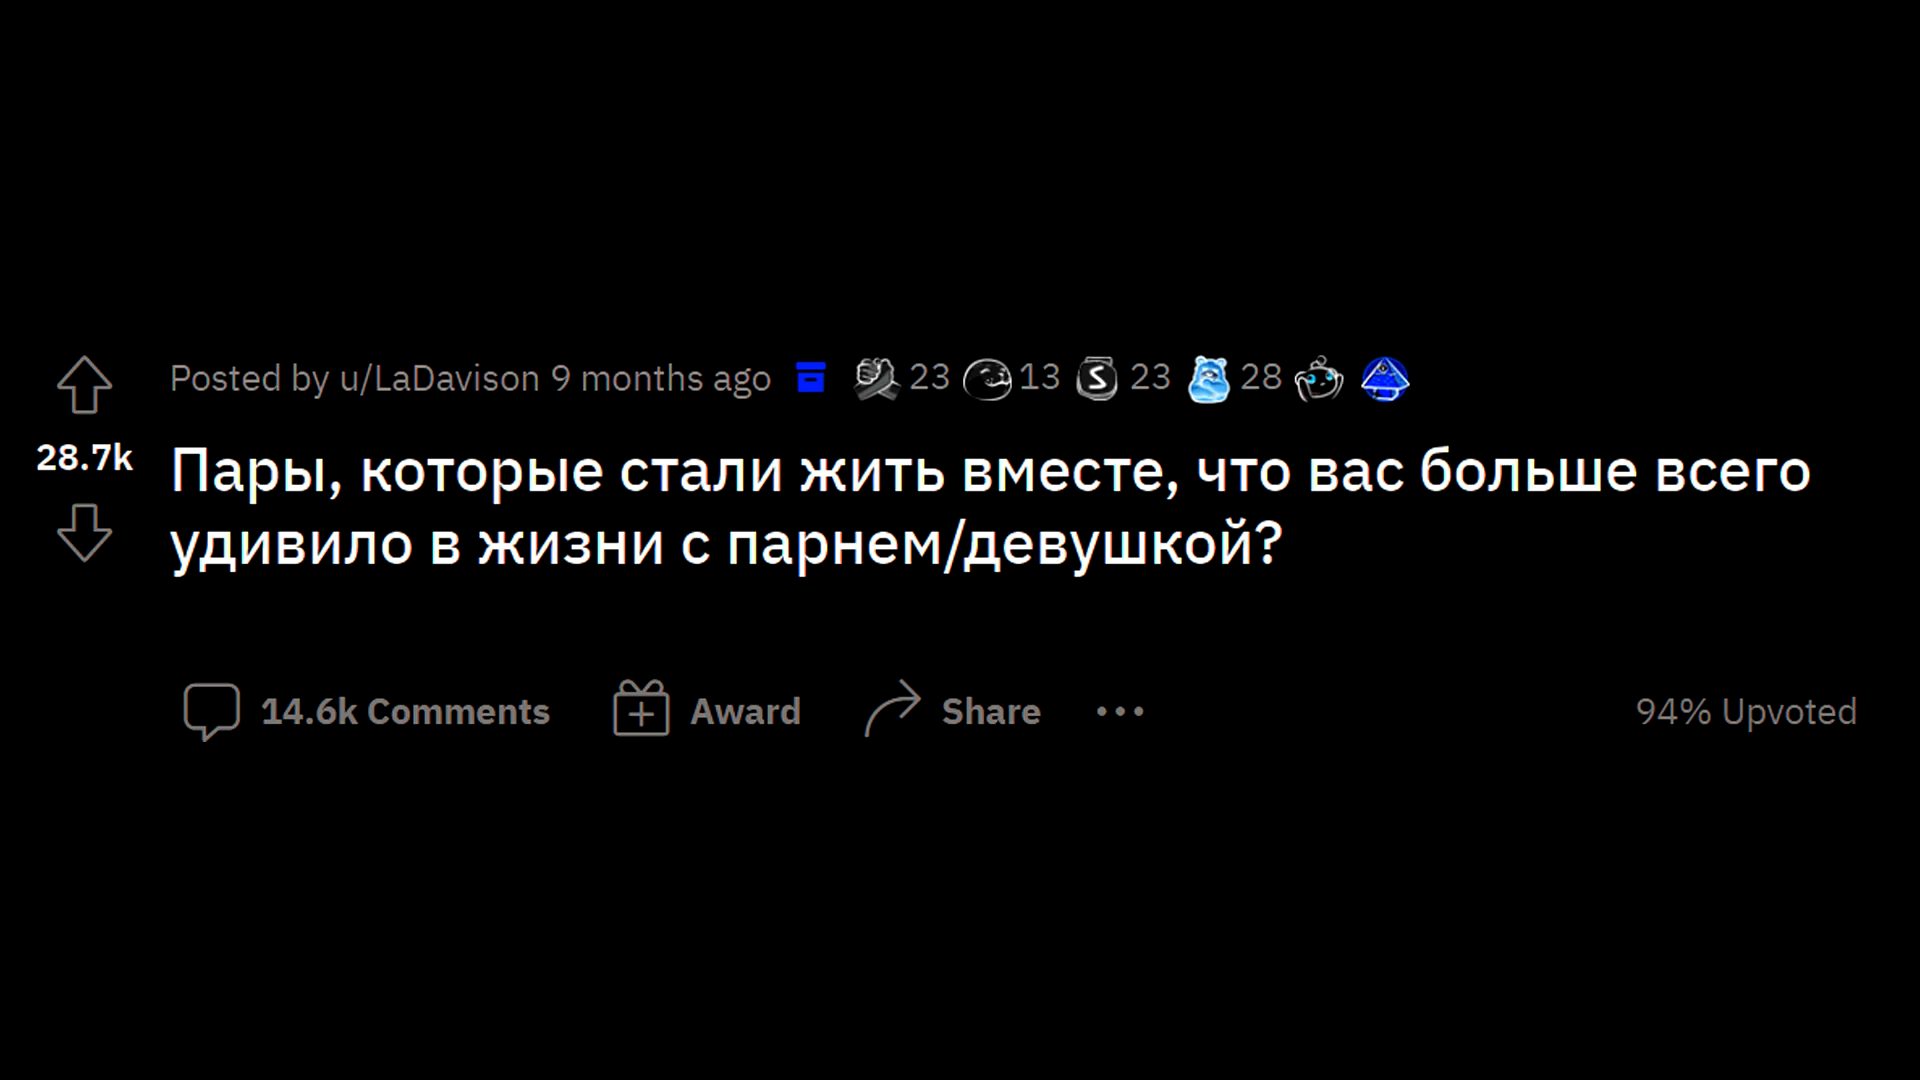 Posted by u/LaDavison 9 months ago 23 13 S 23 28
28.7k
Пары, которые стали жить вместе, что вас больше всего
удивило в жизни с парнем/девушкой?
14.6k Comments Award Share 94% Upvoted